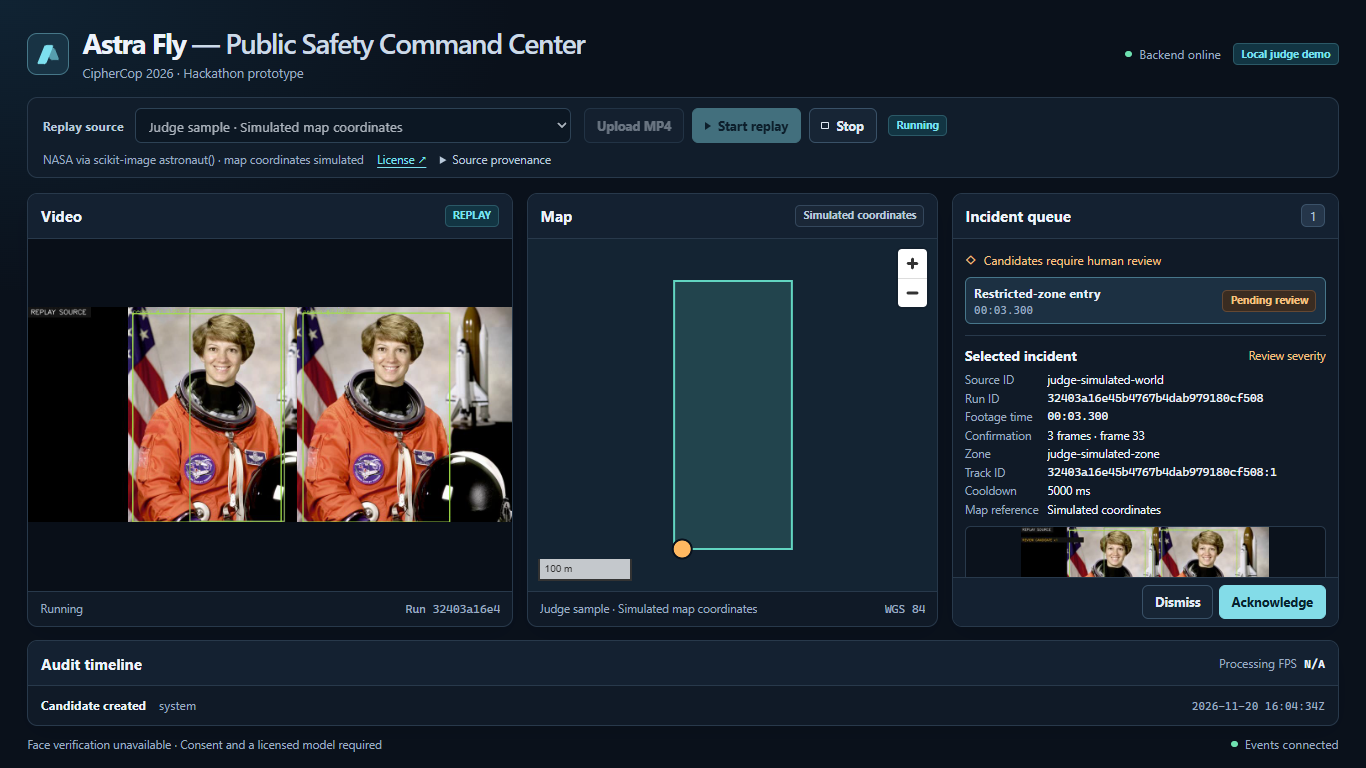 Astra Fly — Public Safety Command Center
CipherCop 2026 · Hackathon prototype
Backend online
Local judge demo
Replay source
Judge sample · Simulated map coordinates
Upload MP4
Start replay
Stop
Running
NASA via scikit-image astronaut() · map coordinates simulated
License ↗
Source provenance
Video
REPLAY
REPLAY SOURCE
Running
Run 32403a16e4
Map
Simulated coordinates
+
−
100 m
Judge sample · Simulated map coordinates
WGS 84
Incident queue
1
Candidates require human review
Restricted-zone entry
00:03.300
Pending review
Selected incident
Review severity
Source ID judge-simulated-world
Run ID 32403a16e45b4767b4dab979180cf508
Footage time 00:03.300
Confirmation 3 frames · frame 33
Zone judge-simulated-zone
Track ID 32403a16e45b4767b4dab979180cf508:1
Cooldown 5000 ms
Map reference Simulated coordinates
REPLAY SOURCE
Dismiss
Acknowledge
Audit timeline
Processing FPS N/A
Candidate created system
2026-11-20 16:04:34Z
Face verification unavailable · Consent and a licensed model required
Events connected